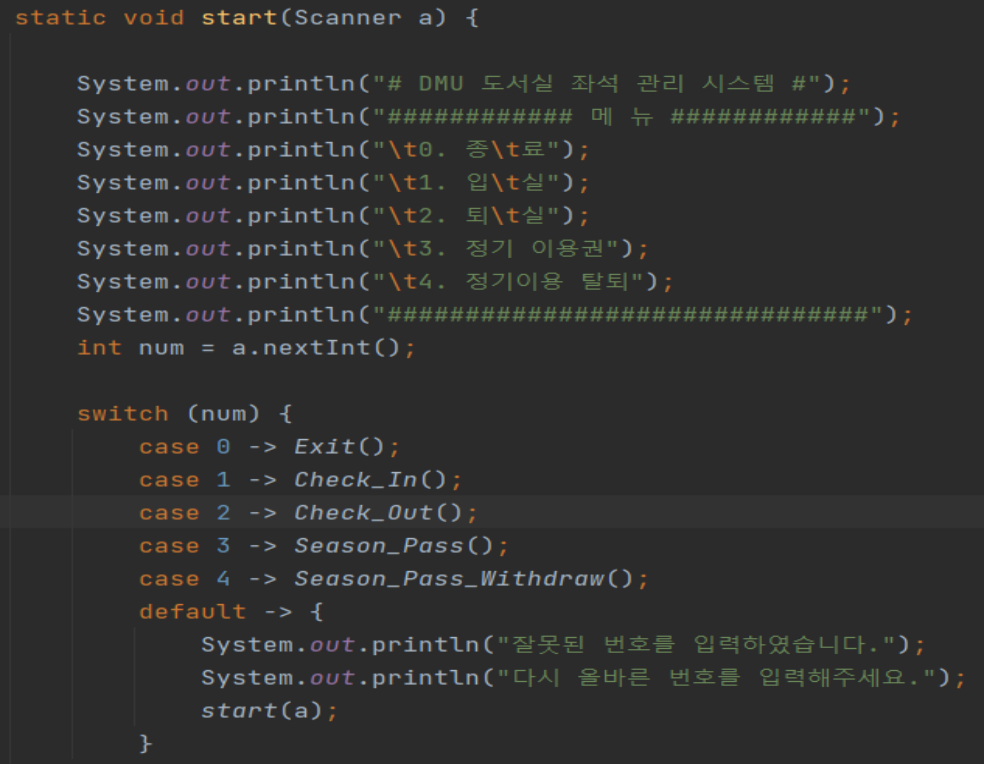 static void start(Scanner a) {
System.out.println("# DMU 도서실 좌석 관리 시스템 #");
System.out.println("############ 메 뉴 ############");
System.out.println("\t0. 종\t료");
System.out.println("\t1. 입\t실");
System.out.println("\t2. 퇴\t실");
System.out.println("\t3. 정기 이용권");
System.out.println("\t4. 정기이용 탈퇴");
System.out.println("###############################");
int num = a.nextInt();
switch (num) {
case 0 -> Exit();
case 1 -> Check_In();
case 2 -> Check_Out();
case 3 -> Season_Pass();
case 4 -> Season_Pass_Withdraw();
default -> {
System.out.println("잘못된 번호를 입력하였습니다.");
System.out.println("다시 올바른 번호를 입력해주세요.");
start(a);
}